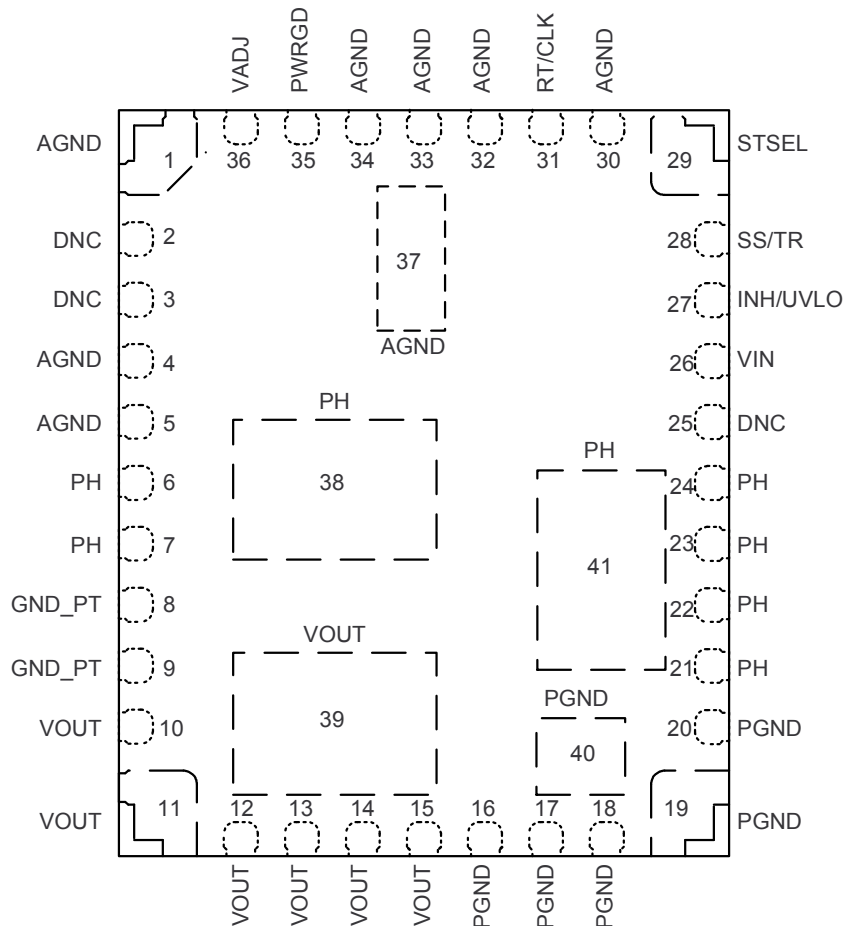 VADJ
PWRGD
AGND
AGND
AGND
RT/CLK
AGND
36
35
34
33
32
31
30
AGND
1
29
STSEL
DNC
2
28
SS/TR
DNC
3
27
INH/UVLO
AGND
4
26
VIN
AGND
5
25
DNC
PH
6
24
PH
PH
7
23
PH
GND_PT
8
22
PH
GND_PT
9
21
PH
VOUT
10
20
PGND
VOUT
11
19
PGND
37
AGND
PH
38
PH
41
VOUT
39
PGND
40
12
13
14
15
16
17
18
VOUT
VOUT
VOUT
VOUT
PGND
PGND
PGND